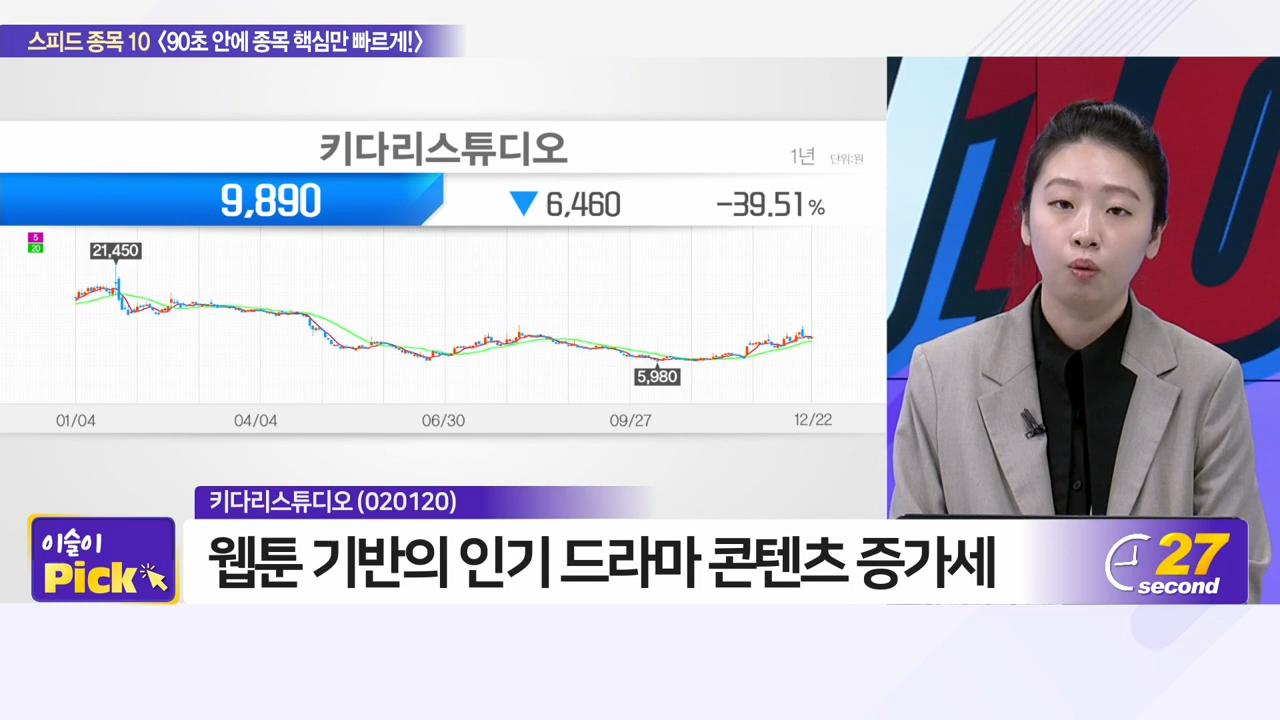 스피드 종목 10 〈90초 안에 종목 핵심만 빠르게!〉
키다리스튜디오
1년 단위:원
9,890 ▼ 6,460 -39.51%
5
20
21,450
5,980
01/04 04/04 06/30 09/27 12/22
키다리스튜디오 (020120)
이슬이
Pick
웹툰 기반의 인기 드라마 콘텐츠 증가세
27
second
10